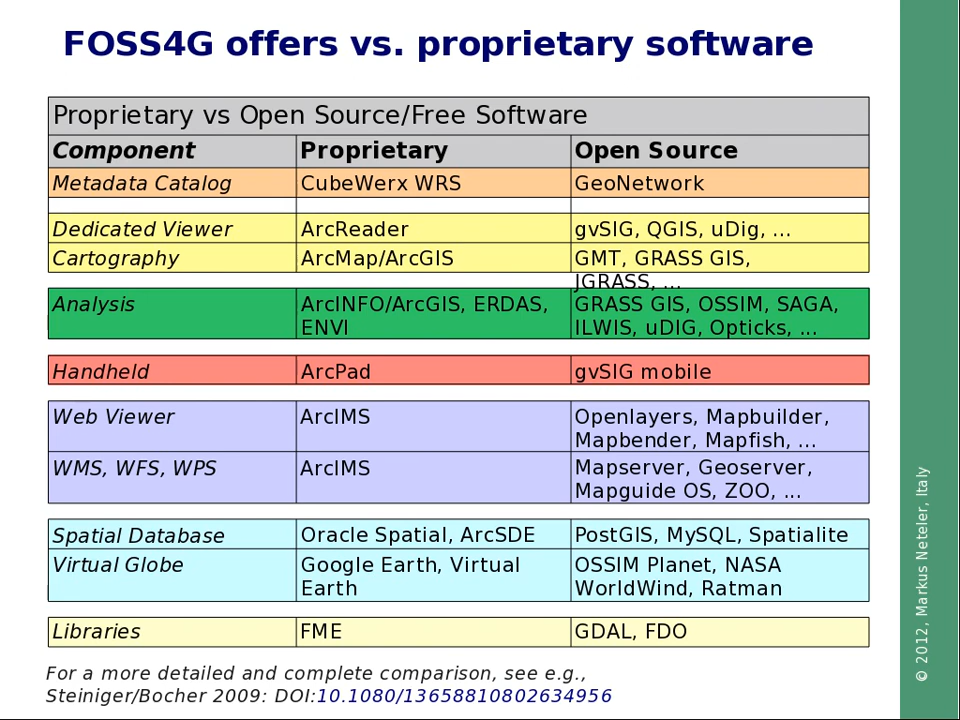 FOSS4G offers vs. proprietary software
Proprietary vs Open Source/Free Software
Component Proprietary Open Source
Metadata Catalog CubeWerx WRS GeoNetwork
Dedicated Viewer ArcReader gvSIG, QGIS, uDig, ...
Cartography ArcMap/ArcGIS GMT, GRASS GIS,
JGRASS, ...
Analysis ArcINFO/ArcGIS, ERDAS, GRASS GIS, OSSIM, SAGA,
ENVI ILWIS, uDIG, Opticks, ...
Handheld ArcPad gvSIG mobile
Web Viewer ArcIMS Openlayers, Mapbuilder,
Mapbender, Mapfish, ...
WMS, WFS, WPS ArcIMS Mapserver, Geoserver,
Mapguide OS, ZOO, ...
Spatial Database Oracle Spatial, ArcSDE PostGIS, MySQL, Spatialite
Virtual Globe Google Earth, Virtual OSSIM Planet, NASA
Earth WorldWind, Ratman
Libraries FME GDAL, FDO
For a more detailed and complete comparison, see e.g.,
Steiniger/Bocher 2009: DOI:10.1080/13658810802634956
© 2012, Markus Neteler, Italy